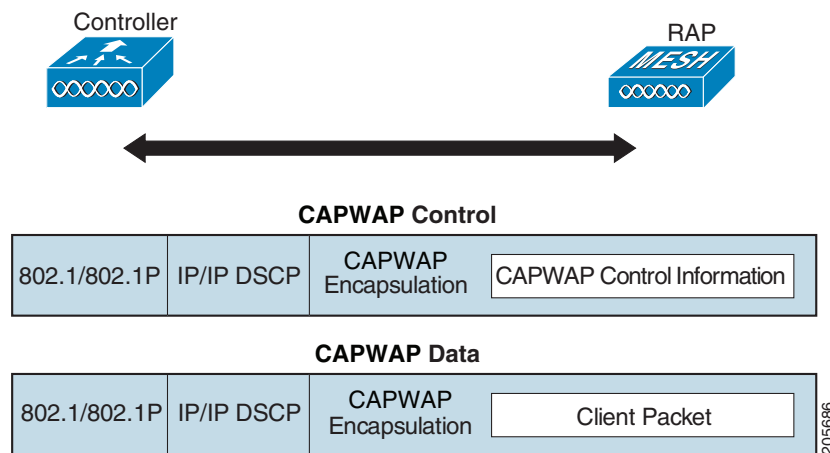 Controller
RAP
MESH
CAPWAP Control
802.1/802.1P
IP/IP DSCP
CAPWAP
Encapsulation
CAPWAP Control Information
CAPWAP Data
802.1/802.1P
IP/IP DSCP
CAPWAP
Encapsulation
Client Packet
205686